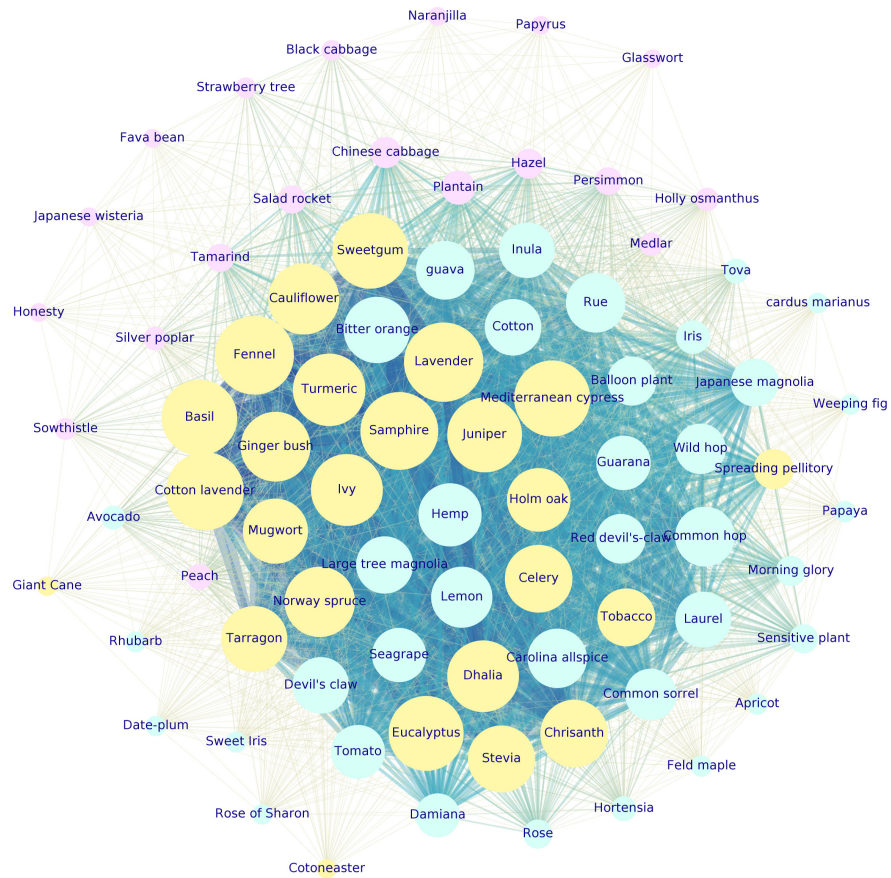 Naranjilla
Papyrus
Black cabbage
Glasswort
Strawberry tree
Fava bean
Chinese cabbage
Hazel
Persimmon
Plantain
Salad rocket
Holly osmanthus
Japanese wisteria
Medlar
Sweetgum
Inula
Tamarind
guava
Tova
Cauliflower
cardus marianus
Rue
Honesty
Cotton
Bitter orange
Silver poplar
Iris
Fennel
Lavender
Balloon plant
Japanese magnolia
Turmeric
Mediterranean cypress
Weeping fig
Basil
Sowthistle
Samphire
Juniper
Ginger bush
Wild hop
Guarana
Spreading pellitory
Cotton lavender
Ivy
Holm oak
Papaya
Hemp
Avocado
Mugwort
Red devil's-claw
Common hop
Large tree magnolia
Morning glory
Peach
Celery
Giant Cane
Lemon
Norway spruce
Tobacco
Laurel
Tarragon
Sensitive plant
Rhubarb
Seagrape
Carolina allspice
Dhalia
Devil's claw
Common sorrel
Apricot
Date-plum
Eucalyptus
Chrisanth
Sweet Iris
Tomato
Stevia
Feld maple
Hortensia
Rose of Sharon
Damiana
Rose
Cotoneaster